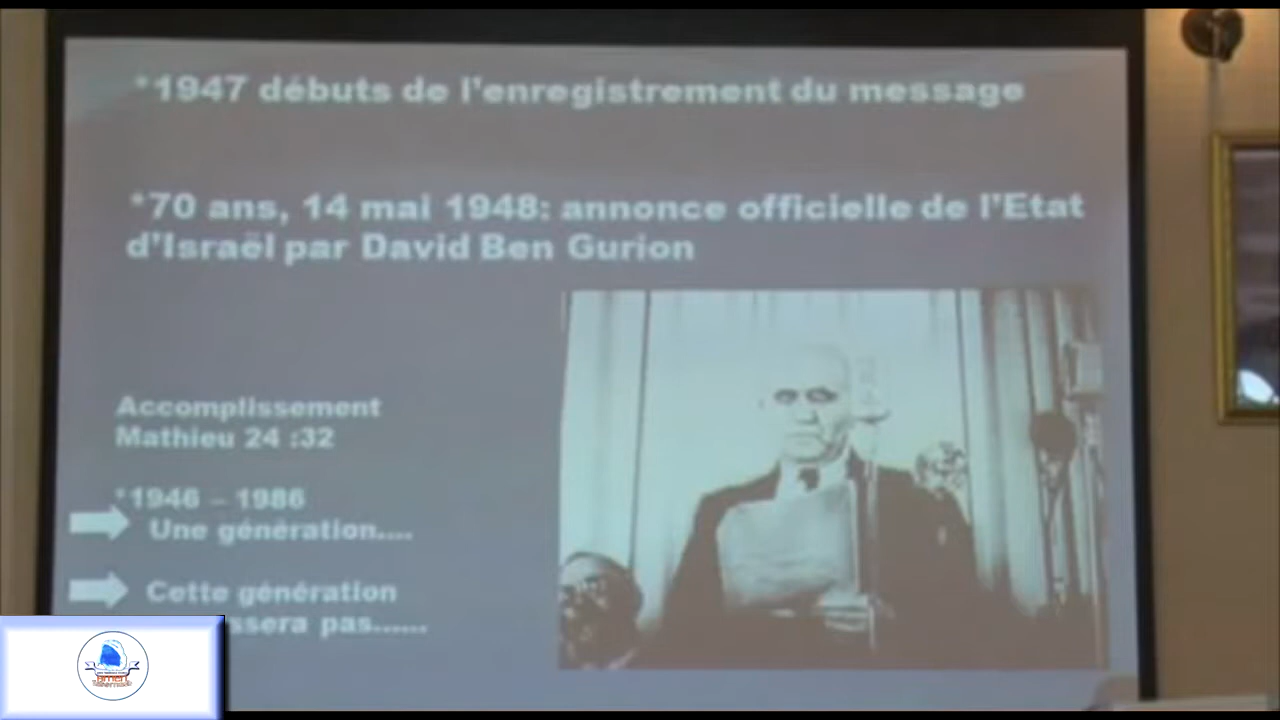 *1947 débuts de l'enregistrement du message
*70 ans, 14 mai 1948: annonce officielle de l'Etat
d'Israël par David Ben Gurion
Accomplissement
Mathieu 24 :32
*1946 – 1986
Une génération....
Cette génération
ssera pas......